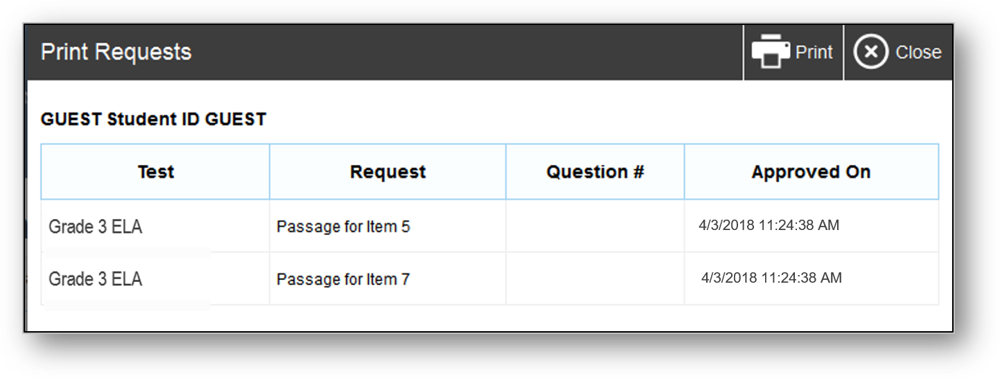 Print Requests Print Close
GUEST Student ID GUEST
Test Request Question # Approved On
Grade 3 ELA Passage for Item 5 4/3/2018 11:24:38 AM
Grade 3 ELA Passage for Item 7 4/3/2018 11:24:38 AM